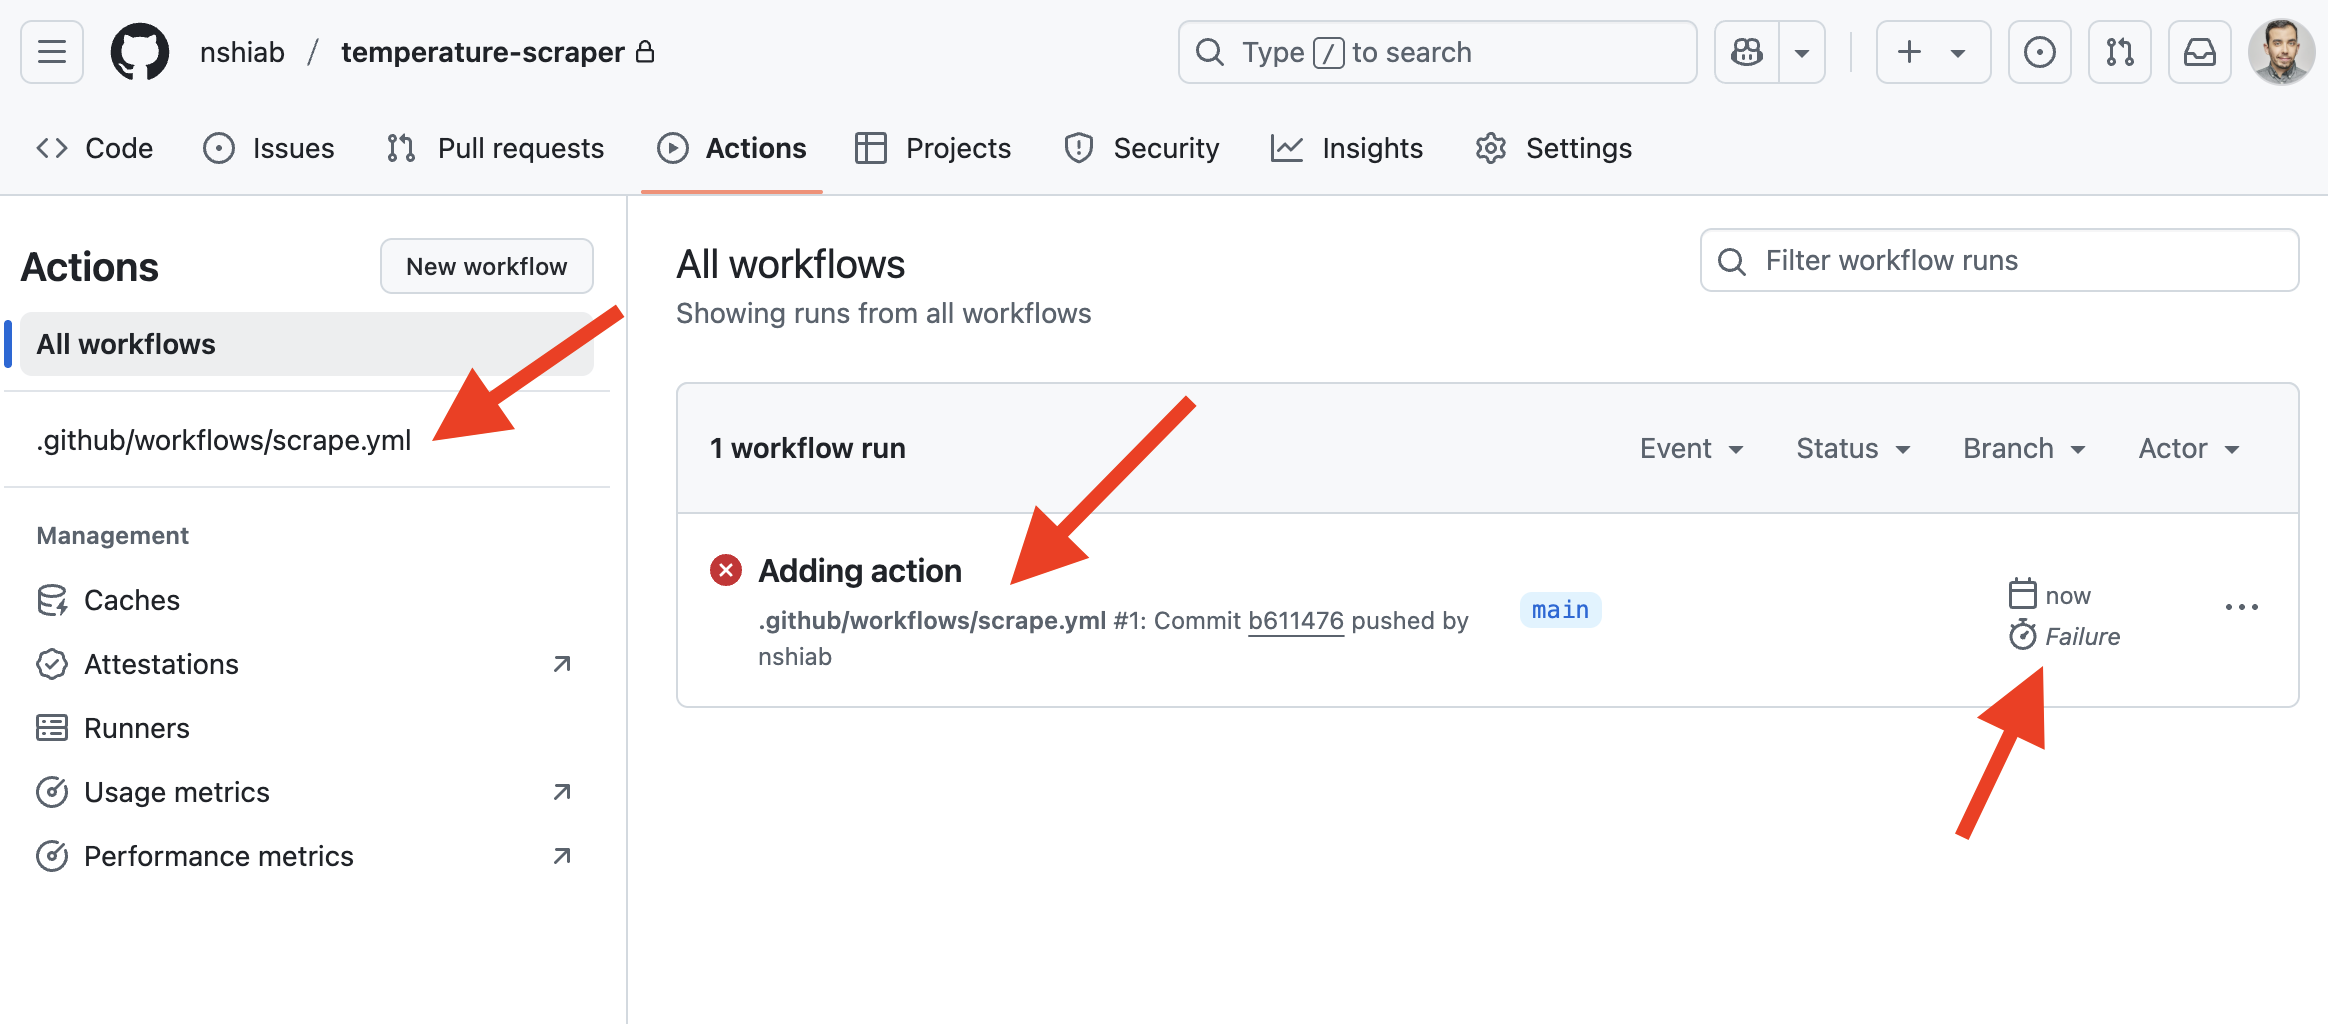 nshiab / temperature-scraper
Type / to search
Code
Issues
Pull requests
Actions
Projects
Security
Insights
Settings
Actions
New workflow
All workflows
.github/workflows/scrape.yml
Management
Caches
Attestations
Runners
Usage metrics
Performance metrics
All workflows
Showing runs from all workflows
Filter workflow runs
1 workflow run
Event
Status
Branch
Actor
Adding action
.github/workflows/scrape.yml #1: Commit b611476 pushed by
nshiab
main
now
Failure